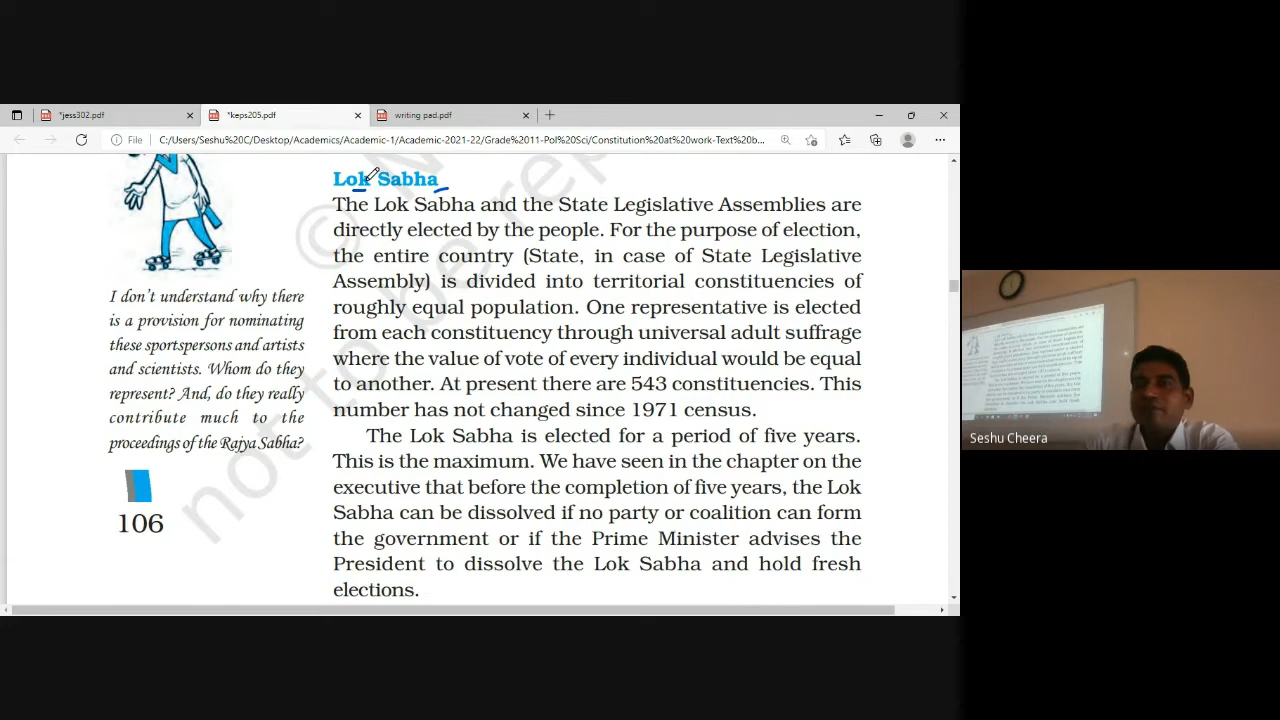 *jess302.pdf
*keps205.pdf
writing pad.pdf
File
C:/Users/Seshu%20C/Desktop/Academics/Academic-1/Academic-2021-22/Grade%2011-Pol%20Sci/Constitution%20at%20work-Text%20b...
Lok Sabha
The Lok Sabha and the State Legislative Assemblies are
directly elected by the people. For the purpose of election,
the entire country (State, in case of State Legislative
Assembly) is divided into territorial constituencies of
roughly equal population. One representative is elected
from each constituency through universal adult suffrage
where the value of vote of every individual would be equal
to another. At present there are 543 constituencies. This
number has not changed since 1971 census.
The Lok Sabha is elected for a period of five years.
This is the maximum. We have seen in the chapter on the
executive that before the completion of five years, the Lok
Sabha can be dissolved if no party or coalition can form
the government or if the Prime Minister advises the
President to dissolve the Lok Sabha and hold fresh
elections.
I don't understand why there
is a provision for nominating
these sportspersons and artists
and scientists. Whom do they
represent? And, do they really
contribute much to the
proceedings of the Rajya Sabha?
106
©
not be rep
Seshu Cheera